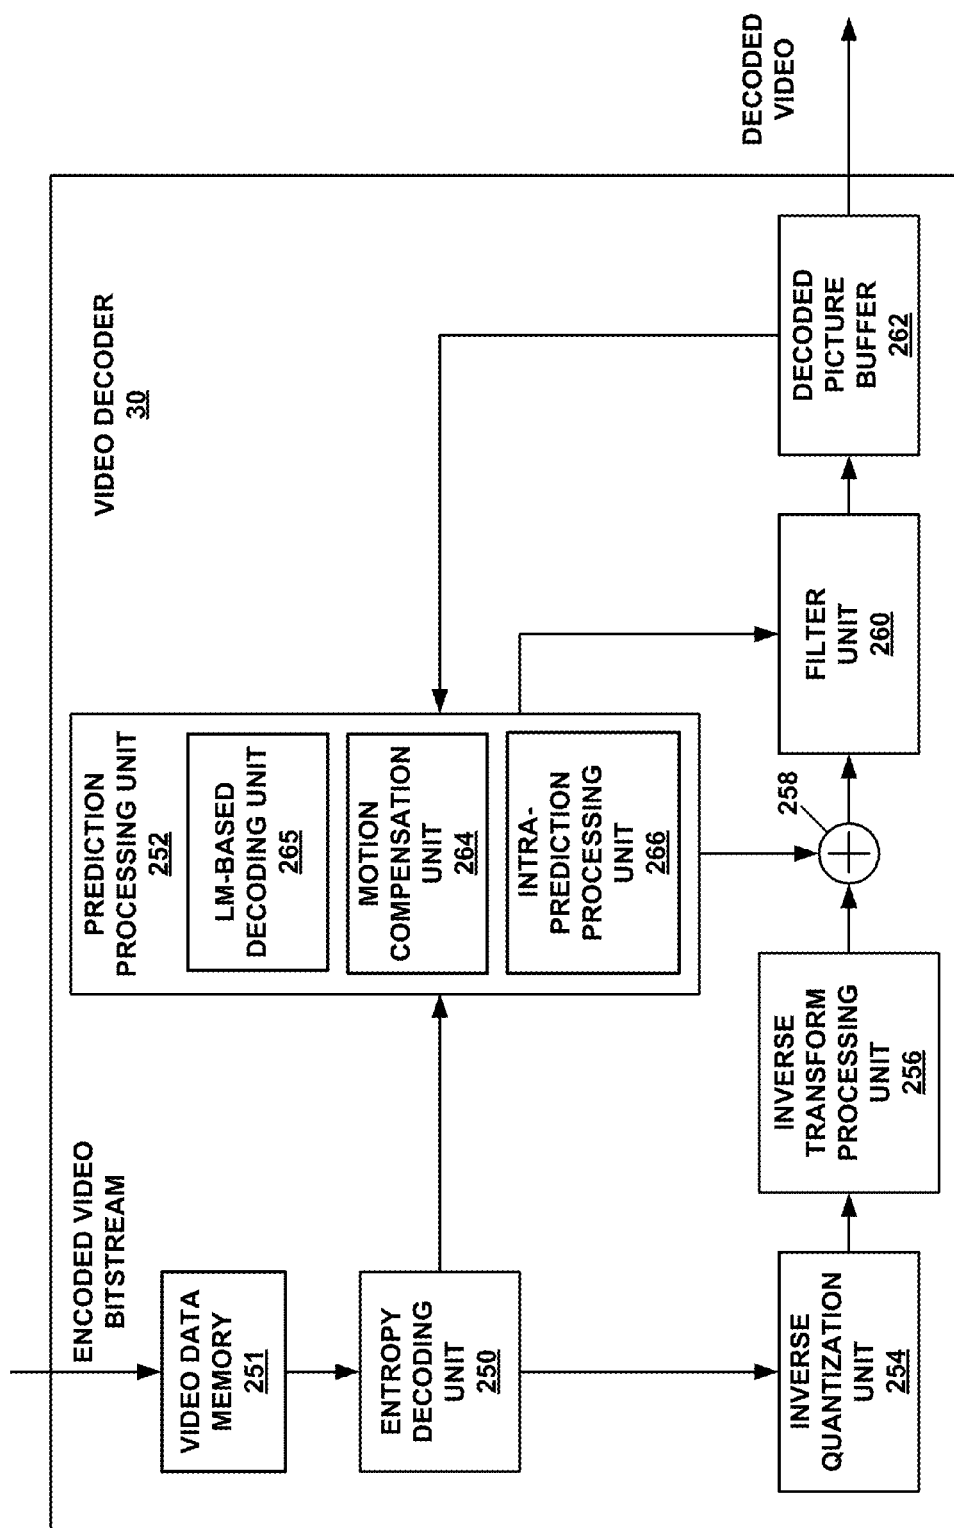 ENCODED VIDEO
BITSTREAM
VIDEO DECODER
30
VIDEO DATA
MEMORY
251
ENTROPY
DECODING
UNIT
250
PREDICTION
PROCESSING UNIT
252
LM-BASED
DECODING UNIT
265
MOTION
COMPENSATION
UNIT
264
INTRA-
PREDICTION
PROCESSING
UNIT
266
INVERSE
QUANTIZATION
UNIT
254
INVERSE
TRANSFORM
PROCESSING
UNIT
256
258
FILTER
UNIT
260
DECODED
PICTURE
BUFFER
262
DECODED
VIDEO